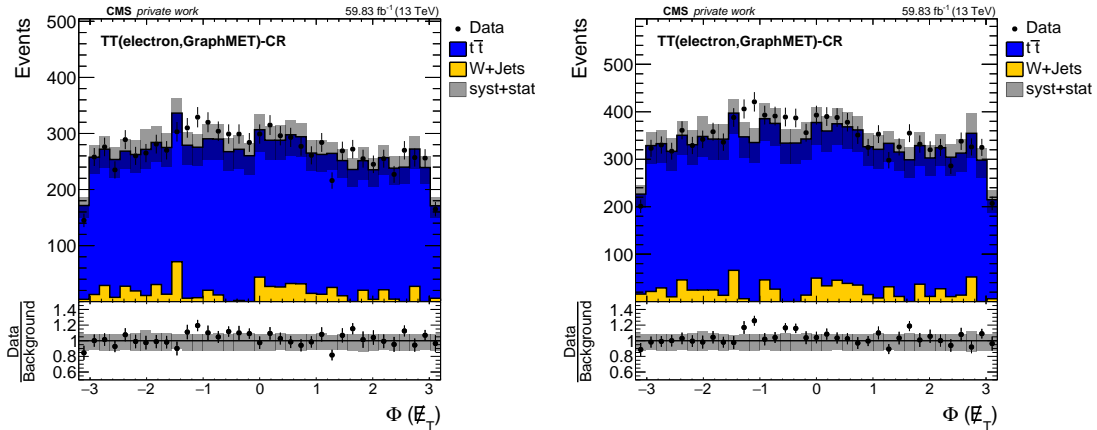 CMS private work 59.83 fb⁻¹ (13 TeV)
TT(electron,GraphMET)-CR
Events
500
400
300
200
100
Data
tt̅
W+Jets
syst+stat
Data
Background
1.4
1.2
1
0.8
0.6
−3 −2 −1 0 1 2 3
Φ (E̸_T)
CMS private work 59.83 fb⁻¹ (13 TeV)
TT(electron,GraphMET)-CR
Events
500
400
300
200
100
Data
tt̅
W+Jets
syst+stat
Data
Background
1.4
1.2
1
0.8
0.6
−3 −2 −1 0 1 2 3
Φ (E̸_T)